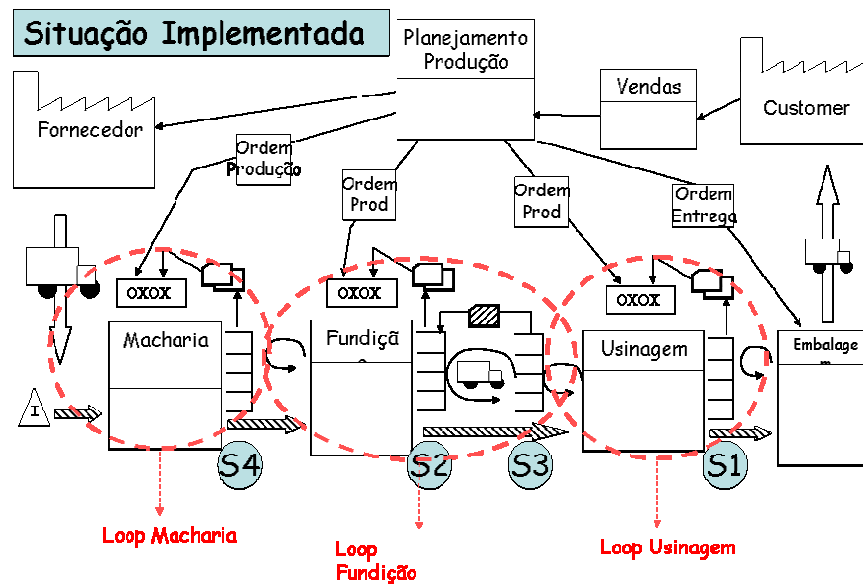 Situação Implementada
Planejamento
Produção
Vendas
Customer
Fornecedor
Ordem
Produção
Ordem
Prod
Ordem
Prod
Ordem
Entrega
OXOX
OXOX
OXOX
Macharia
Fundiçã
Usinagem
Embalage
I
S4
S2
S3
S1
Loop Macharia
Loop
Fundição
Loop Usinagem